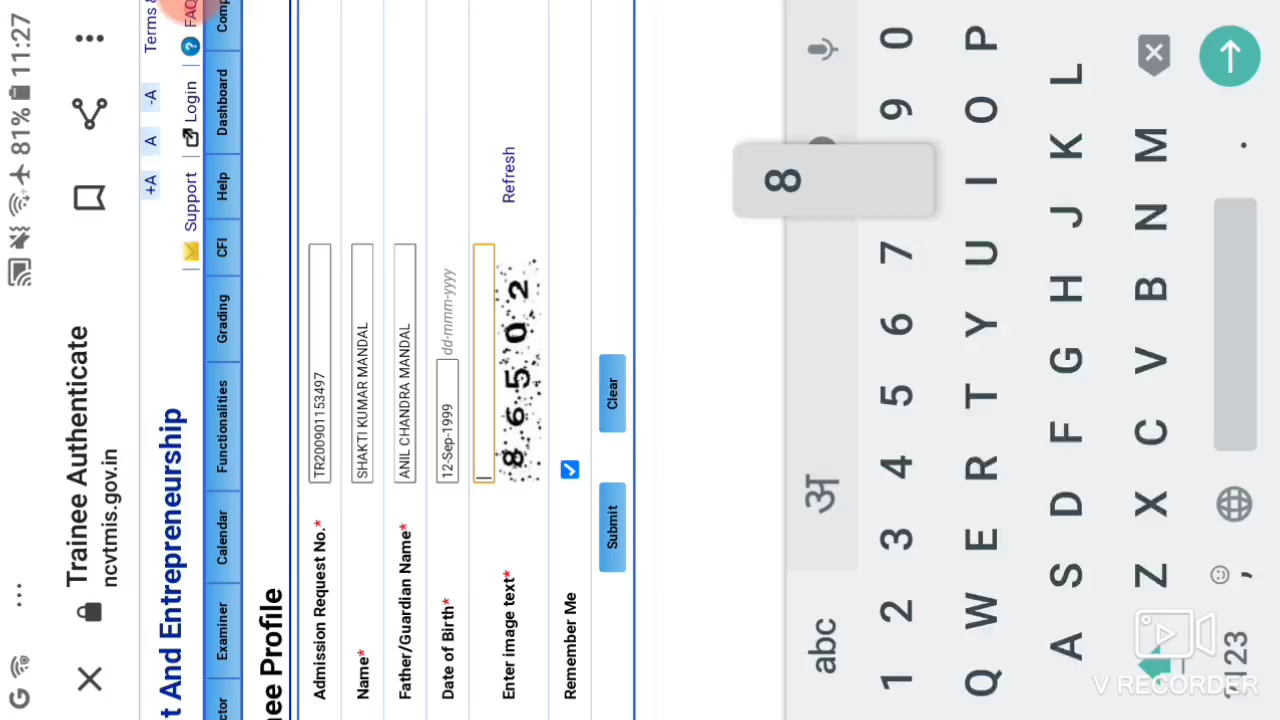 11:27
81%
Trainee Authenticate
ncvtmis.gov.in
+A A -A Terms &
t And Entrepreneurship
Support | Login | FAQ
ctor Examiner Calendar Functionalities Grading CFI Help Dashboard Comp
nee Profile
Admission Request No.* TR200901153497
Name* SHAKTI KUMAR MANDAL
Father/Guardian Name* ANIL CHANDRA MANDAL
Date of Birth* 12-Sep-1999 dd-mmm-yyyy
Enter image text* Refresh
8 6 5 0 2
Remember Me
Submit Clear
abc अ
8
1 2 3 4 5 6 7 9 0
Q W E R T Y U I O P
A S D F G H J K L
Z X C V B N M
?123 , .
V RECORDER